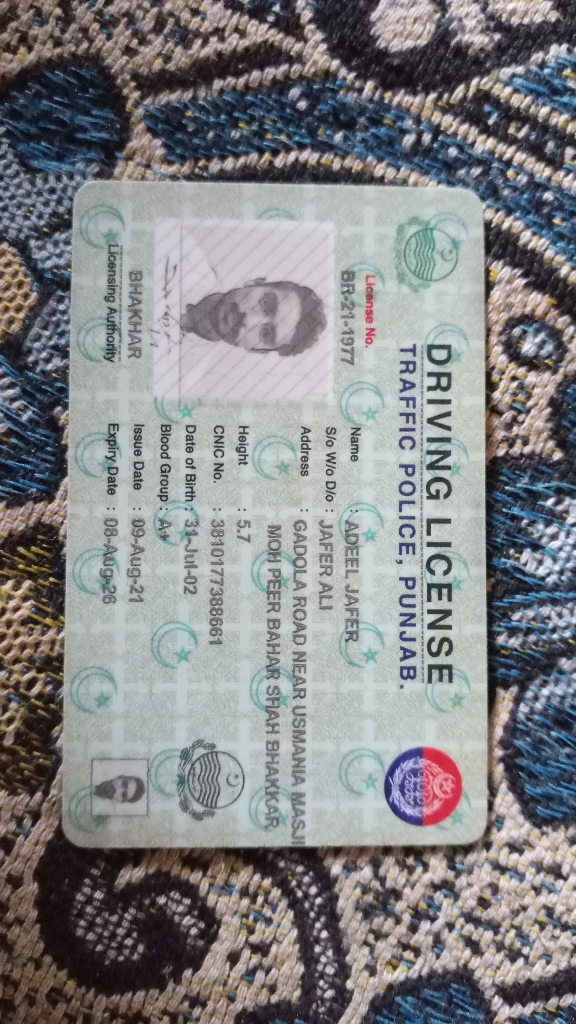 DRIVING LICENSE
TRAFFIC POLICE, PUNJAB.
License No.
BR-21-1977
Name : ADEEL JAFER
S/o W/o D/o : JAFER ALI
Address : GADOLA ROAD NEAR USMANIA MASJI
MOH PEER BAHAR SHAH BHAKKAR
Height : 5.7
CNIC No. : 3810177388661
Date of Birth : 31-Jul-02
Blood Group : A+
Issue Date : 09-Aug-21
Expiry Date : 08-Aug-26
BHAKHAR
Licensing Authority